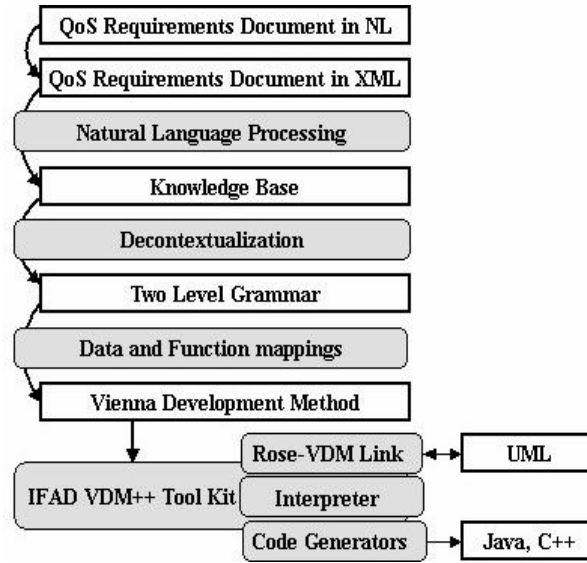 QoS Requirements Document in NL
QoS Requirements Document in XML
Natural Language Processing
Knowledge Base
Decontextualization
Two Level Grammar
Data and Function mappings
Vienna Development Method
Rose-VDM Link
UML
IFAD VDM++ Tool Kit
Interpreter
Code Generators
Java, C++